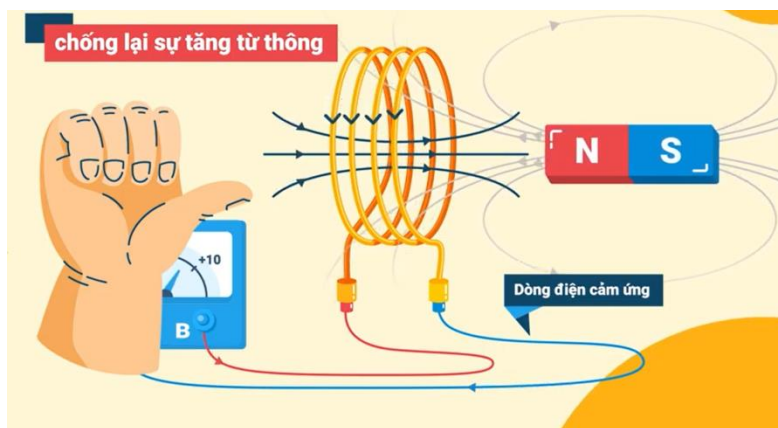 chống lại sự tăng từ thông
N S
+10
Dòng điện cảm ứng
B